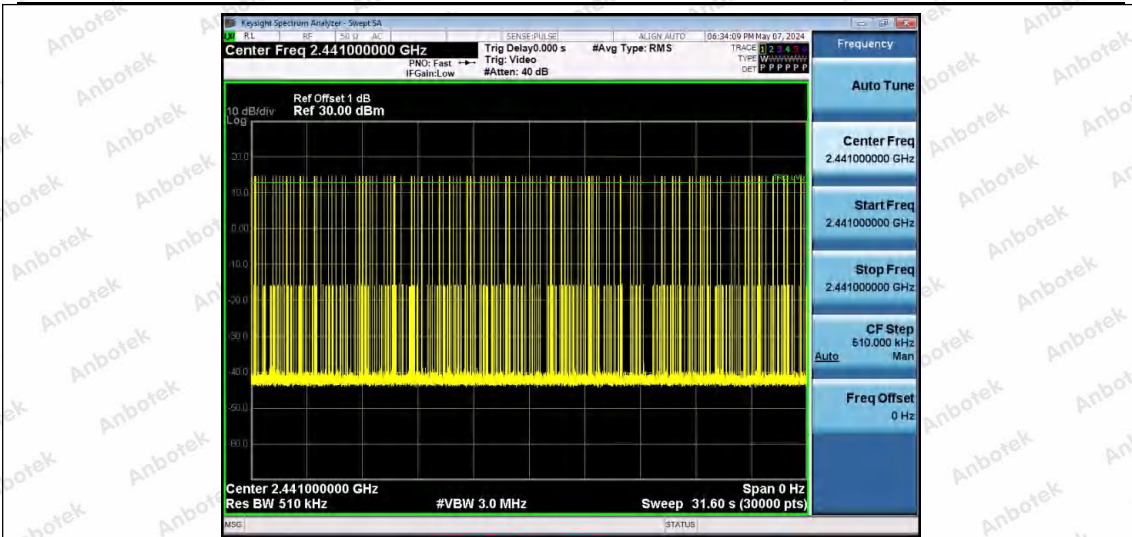 Keysight Spectrum Analyzer - Swept SA
RL RF 50 Ω AC SENSE:PULSE ALIGN AUTO 06:34:09 PM May 07, 2024
Center Freq 2.441000000 GHz
PNO: Fast
IFGain:Low
Trig Delay0.000 s
Trig: Video
#Atten: 40 dB
#Avg Type: RMS
TRACE 1 2 3 4 5 6
TYPE WWWWWW
DET P P P P P P
Ref Offset 1 dB
10 dB/div Ref 30.00 dBm
Log
20.0
10.0
0.00
-10.0
-20.0
-30.0
-40.0
-50.0
-60.0
Center 2.441000000 GHz Span 0 Hz
Res BW 510 kHz #VBW 3.0 MHz Sweep 31.60 s (30000 pts)
MSG STATUS
Frequency
Auto Tune
Center Freq
2.441000000 GHz
Start Freq
2.441000000 GHz
Stop Freq
2.441000000 GHz
CF Step
510.000 kHz
Auto Man
Freq Offset
0 Hz
Anbotek